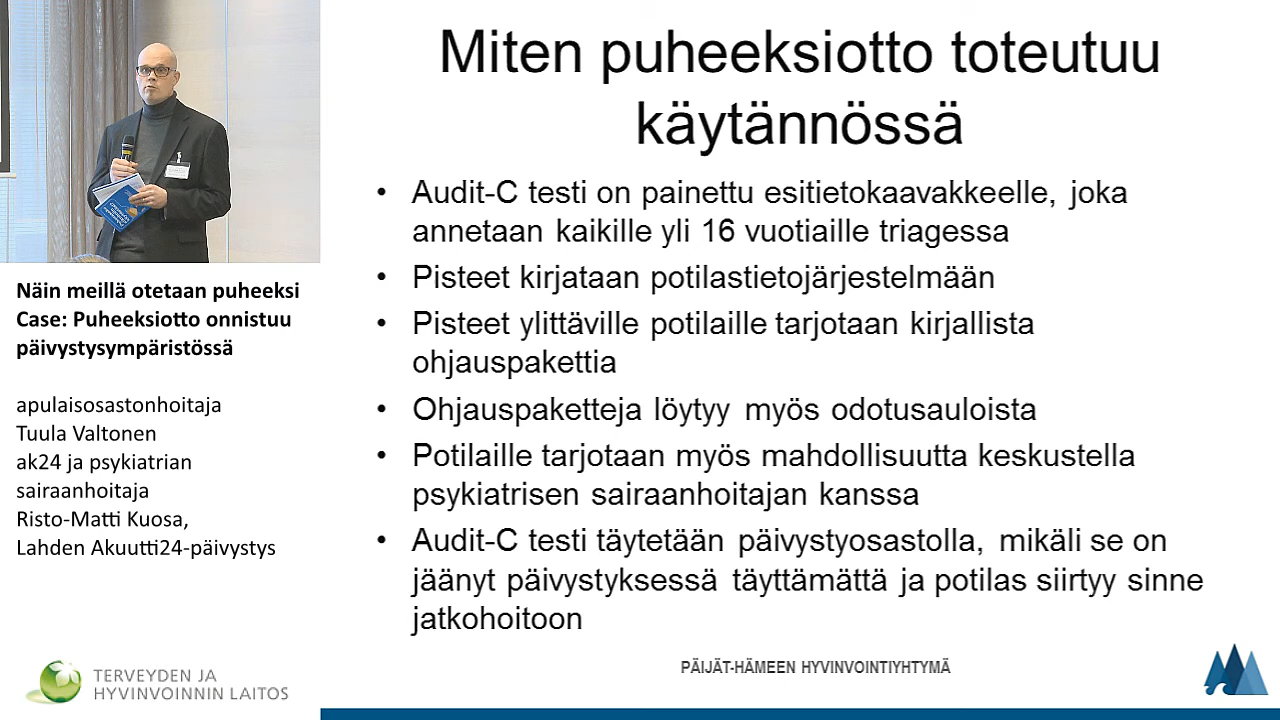 Miten puheeksiotto toteutuu
käytännössä
• Audit-C testi on painettu esitietokaavakkeelle, joka
annetaan kaikille yli 16 vuotiaille triagessa
• Pisteet kirjataan potilastietojärjestelmään
• Pisteet ylittäville potilaille tarjotaan kirjallista
ohjauspakettia
• Ohjauspaketteja löytyy myös odotusauloista
• Potilaille tarjotaan myös mahdollisuutta keskustella
psykiatrisen sairaanhoitajan kanssa
• Audit-C testi täytetään päivystyosastolla, mikäli se on
jäänyt päivystyksessä täyttämättä ja potilas siirtyy sinne
jatkohoitoon
PÄIJÄT-HÄMEEN HYVINVOINTIYHTYMÄ
Näin meillä otetaan puheeksi
Case: Puheeksiotto onnistuu
päivystysympäristössä
apulaisosastonhoitaja
Tuula Valtonen
ak24 ja psykiatrian
sairaanhoitaja
Risto-Matti Kuosa,
Lahden Akuutti24-päivystys
TERVEYDEN JA
HYVINVOINNIN LAITOS